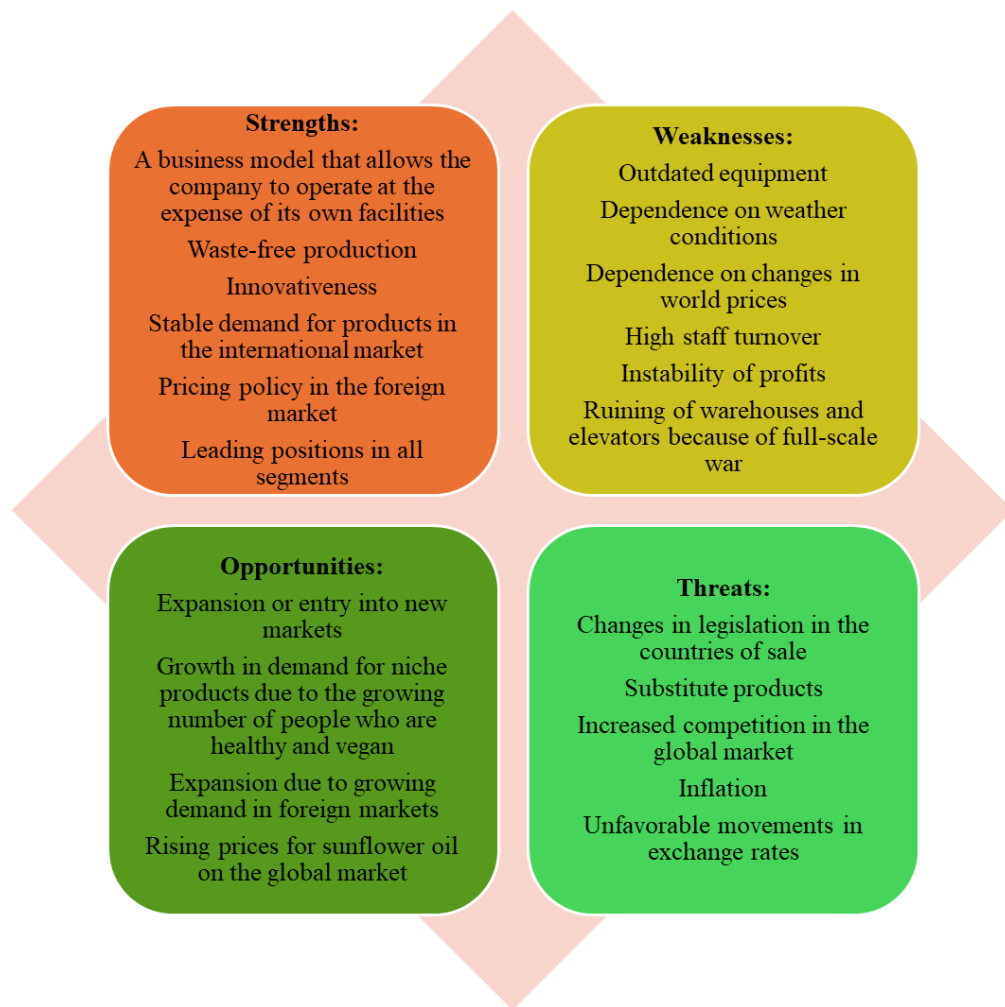 Strengths:
A business model that allows the
company to operate at the
expense of its own facilities
Waste-free production
Innovativeness
Stable demand for products in
the international market
Pricing policy in the foreign
market
Leading positions in all
segments
Weaknesses:
Outdated equipment
Dependence on weather
conditions
Dependence on changes in
world prices
High staff turnover
Instability of profits
Ruining of warehouses and
elevators because of full-scale
war
Opportunities:
Expansion or entry into new
markets
Growth in demand for niche
products due to the growing
number of people who are
healthy and vegan
Expansion due to growing
demand in foreign markets
Rising prices for sunflower oil
on the global market
Threats:
Changes in legislation in the
countries of sale
Substitute products
Increased competition in the
global market
Inflation
Unfavorable movements in
exchange rates